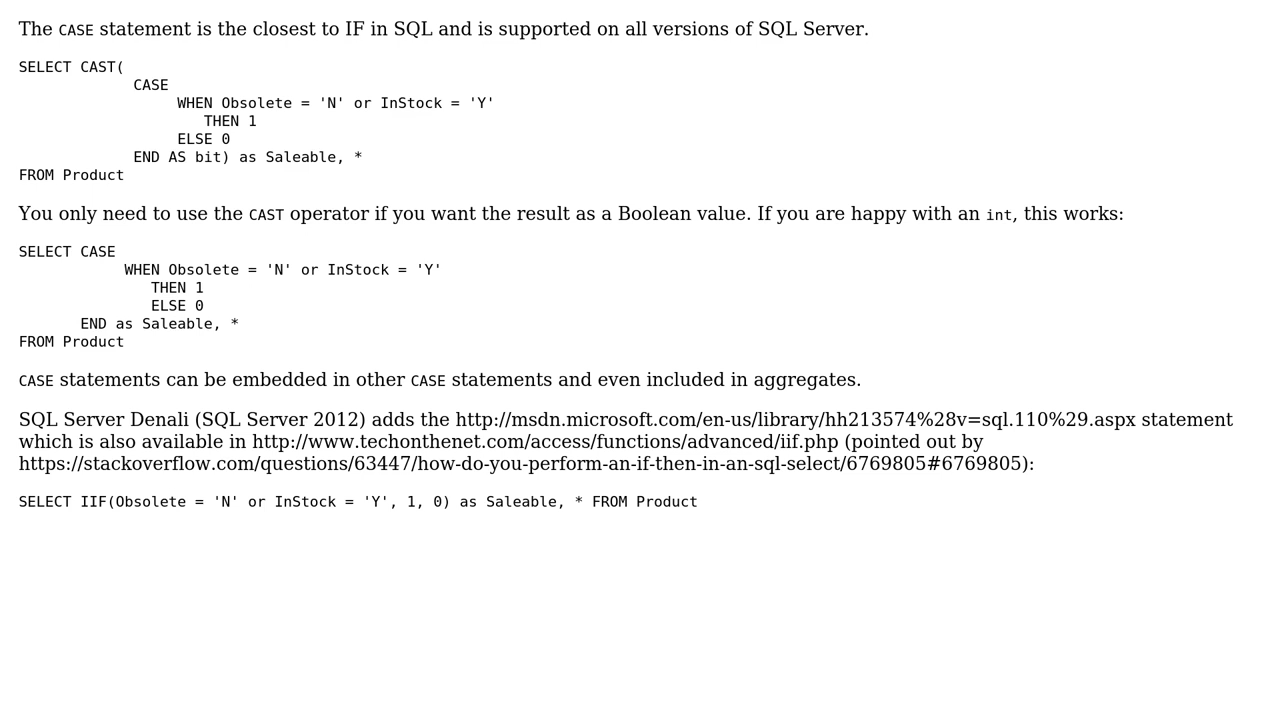 The CASE statement is the closest to IF in SQL and is supported on all versions of SQL Server.
SELECT CAST(
             CASE
                  WHEN Obsolete = 'N' or InStock = 'Y'
                     THEN 1
                  ELSE 0
             END AS bit) as Saleable, *
FROM Product
You only need to use the CAST operator if you want the result as a Boolean value. If you are happy with an int, this works:
SELECT CASE
            WHEN Obsolete = 'N' or InStock = 'Y'
               THEN 1
               ELSE 0
       END as Saleable, *
FROM Product
CASE statements can be embedded in other CASE statements and even included in aggregates.
SQL Server Denali (SQL Server 2012) adds the http://msdn.microsoft.com/en-us/library/hh213574%28v=sql.110%29.aspx statement
which is also available in http://www.techonthenet.com/access/functions/advanced/iif.php (pointed out by
https://stackoverflow.com/questions/63447/how-do-you-perform-an-if-then-in-an-sql-select/6769805#6769805):
SELECT IIF(Obsolete = 'N' or InStock = 'Y', 1, 0) as Saleable, * FROM Product